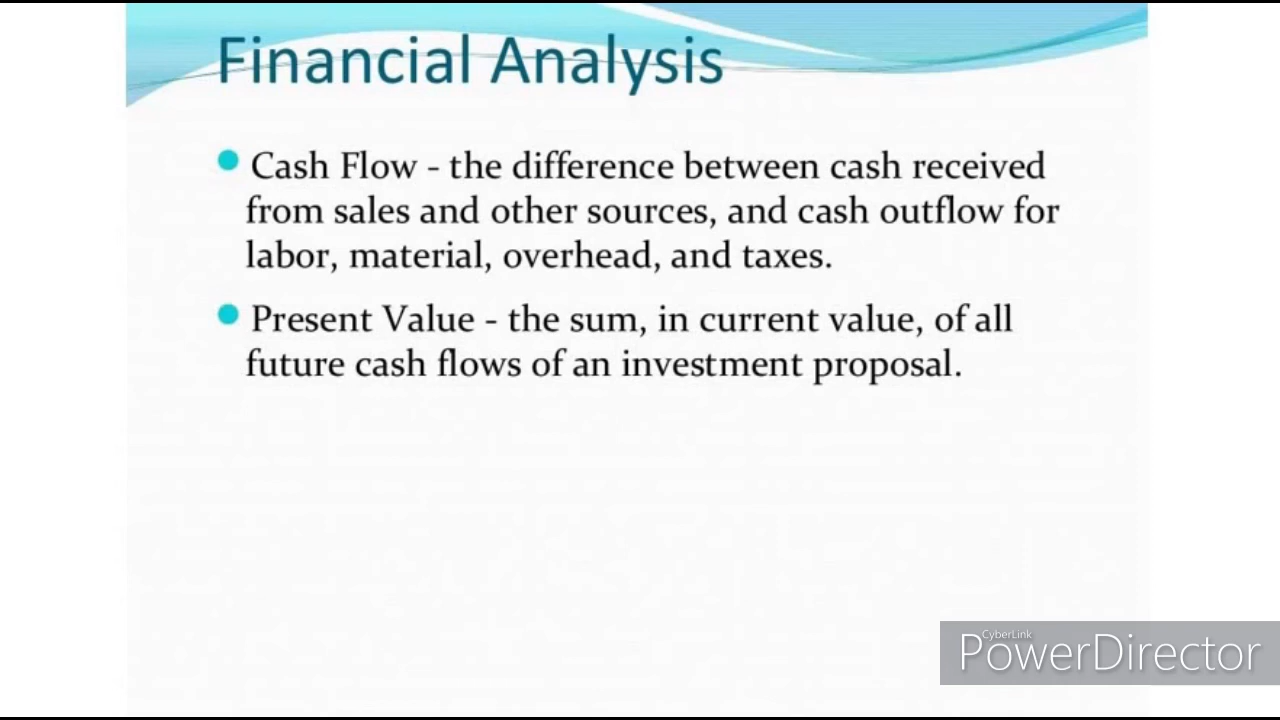 Financial Analysis
Cash Flow - the difference between cash received
from sales and other sources, and cash outflow for
labor, material, overhead, and taxes.
Present Value - the sum, in current value, of all
future cash flows of an investment proposal.
CyberLink
PowerDirector